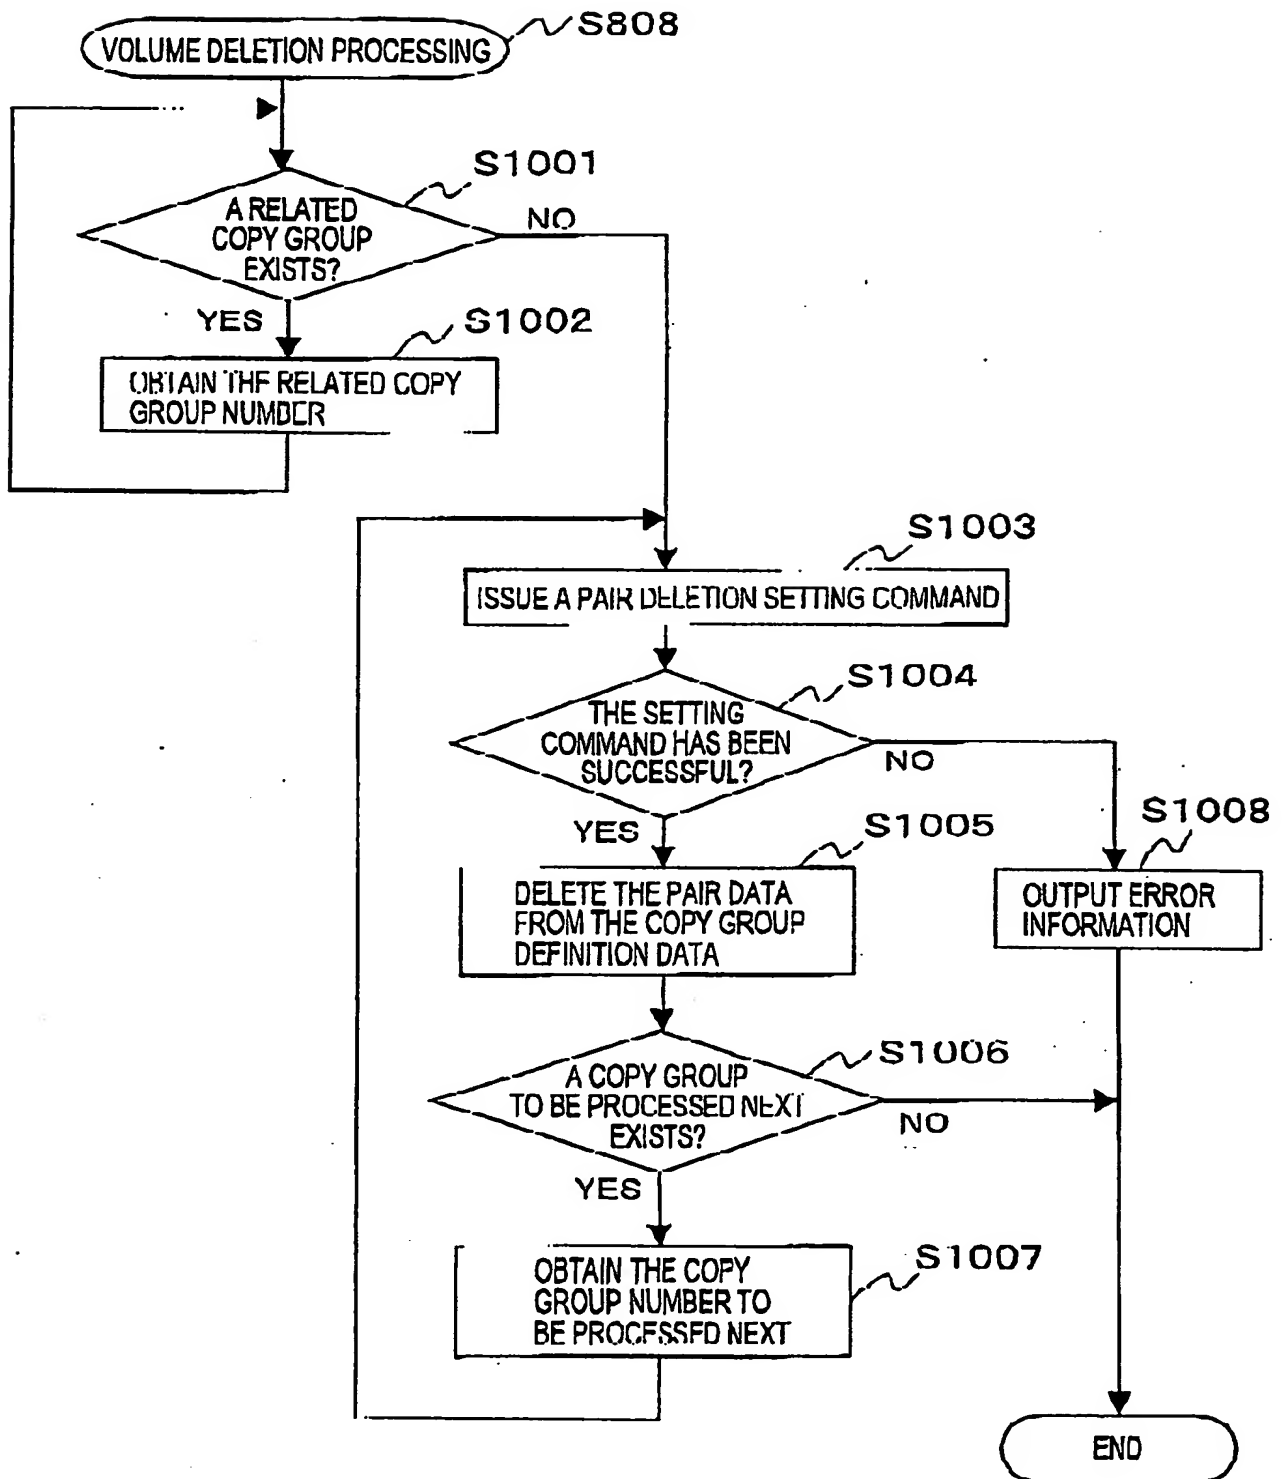 S808
VOLUME DELETION PROCESSING
S1001
A RELATED
COPY GROUP
EXISTS?
NO
YES
S1002
OBTAIN THE RELATED COPY
GROUP NUMBER
S1003
ISSUE A PAIR DELETION SETTING COMMAND
S1004
THE SETTING
COMMAND HAS BEEN
SUCCESSFUL?
NO
YES
S1005
DELETE THE PAIR DATA
FROM THE COPY GROUP
DEFINITION DATA
S1008
OUTPUT ERROR
INFORMATION
S1006
A COPY GROUP
TO BE PROCESSED NEXT
EXISTS?
NO
YES
S1007
OBTAIN THE COPY
GROUP NUMBER TO
BE PROCESSED NEXT
END